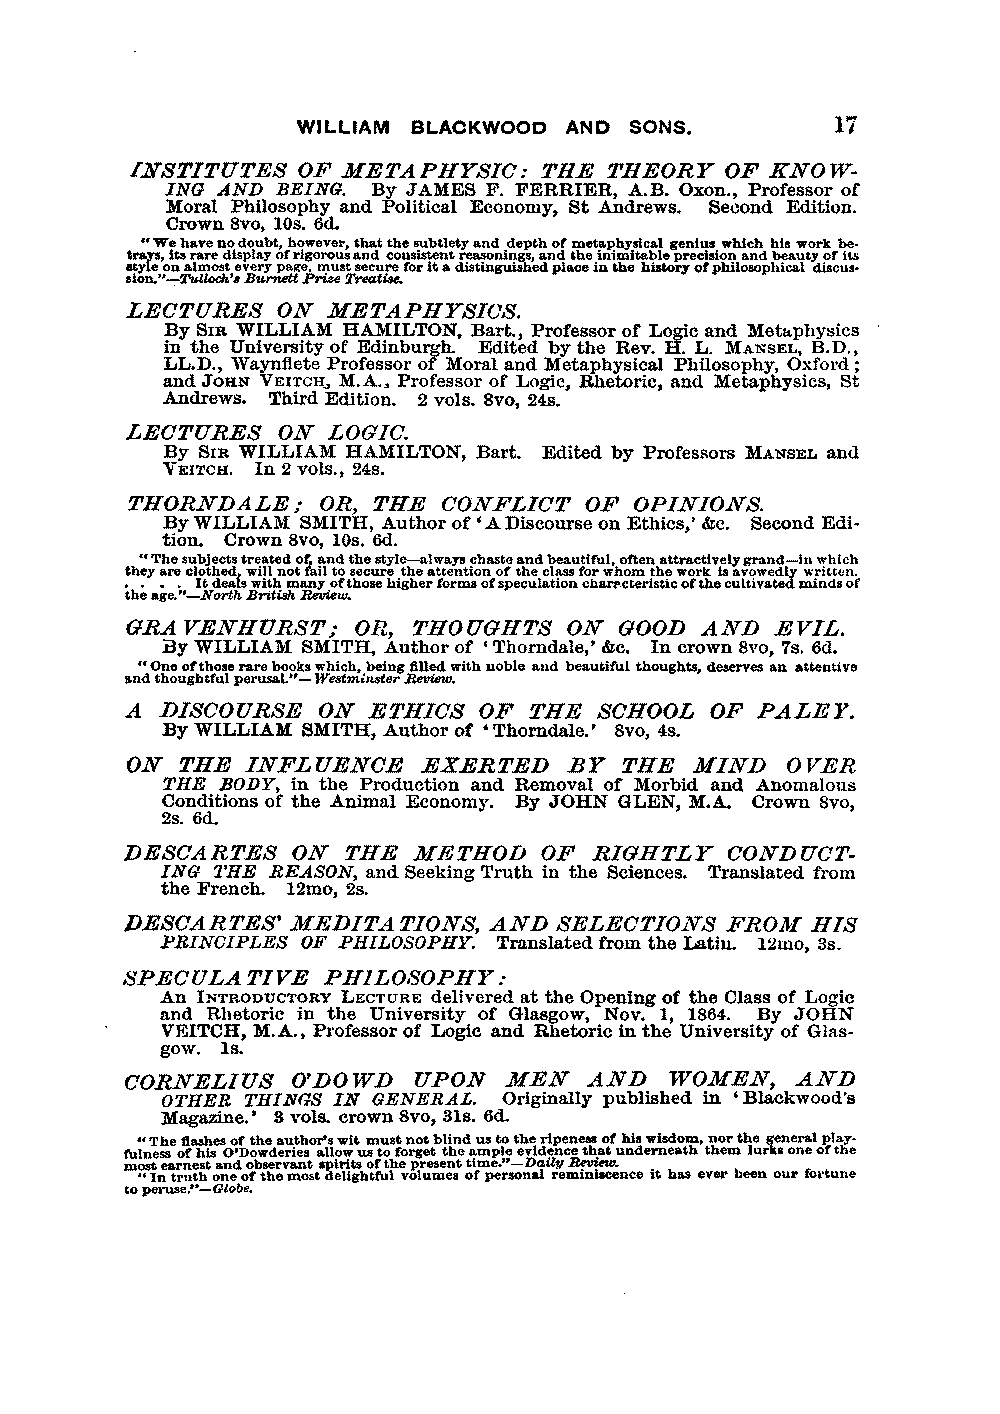 WILLIAM BLACKWOOD AND SONS. 17
INSTITUTES OF METAPHYSIC: THE THEORY OF KNOW-
ING AND BEING. By JAMES F. FERRIER, A.B. Oxon., Professor of
Moral Philosophy and Political Economy, St Andrews. Second Edition.
Crown 8vo, 10s. 6d.
"We have no doubt, however, that the subtlety and depth of metaphysical genius which his work be-
trays, its rare display of rigorous and consistent reasonings, and the inimitable precision and beauty of its
style on almost every page, must secure for it a distinguished place in the history of philosophical discus-
sion."—Tulloch's Burnett Prize Treatise.
LECTURES ON METAPHYSICS.
By SIR WILLIAM HAMILTON, Bart., Professor of Logic and Metaphysics
in the University of Edinburgh. Edited by the Rev. H. L. MANSEL, B.D.,
LL.D., Waynflete Professor of Moral and Metaphysical Philosophy, Oxford;
and JOHN VEITCH, M.A., Professor of Logic, Rhetoric, and Metaphysics, St
Andrews. Third Edition. 2 vols. 8vo, 24s.
LECTURES ON LOGIC.
By SIR WILLIAM HAMILTON, Bart. Edited by Professors MANSEL and
VEITCH. In 2 vols., 24s.
THORNDALE; OR, THE CONFLICT OF OPINIONS.
By WILLIAM SMITH, Author of 'A Discourse on Ethics,' &c. Second Edi-
tion. Crown 8vo, 10s. 6d.
"The subjects treated of, and the style—always chaste and beautiful, often attractively grand—in which
they are clothed, will not fail to secure the attention of the class for whom the work is avowedly written.
. . . . It deals with many of those higher forms of speculation characteristic of the cultivated minds of
the age."—North British Review.
GRAVENHURST; OR, THOUGHTS ON GOOD AND EVIL.
By WILLIAM SMITH, Author of 'Thorndale,' &c. In crown 8vo, 7s. 6d.
"One of those rare books which, being filled with noble and beautiful thoughts, deserves an attentive
and thoughtful perusal."—Westminster Review.
A DISCOURSE ON ETHICS OF THE SCHOOL OF PALEY.
By WILLIAM SMITH, Author of 'Thorndale.' 8vo, 4s.
ON THE INFLUENCE EXERTED BY THE MIND OVER
THE BODY, in the Production and Removal of Morbid and Anomalous
Conditions of the Animal Economy. By JOHN GLEN, M.A. Crown 8vo,
2s. 6d.
DESCARTES ON THE METHOD OF RIGHTLY CONDUCT-
ING THE REASON, and Seeking Truth in the Sciences. Translated from
the French. 12mo, 2s.
DESCARTES' MEDITATIONS, AND SELECTIONS FROM HIS
PRINCIPLES OF PHILOSOPHY. Translated from the Latin. 12mo, 3s.
SPECULATIVE PHILOSOPHY:
An INTRODUCTORY LECTURE delivered at the Opening of the Class of Logic
and Rhetoric in the University of Glasgow, Nov. 1, 1864. By JOHN
VEITCH, M.A., Professor of Logic and Rhetoric in the University of Glas-
gow. 1s.
CORNELIUS O'DOWD UPON MEN AND WOMEN, AND
OTHER THINGS IN GENERAL. Originally published in 'Blackwood's
Magazine.' 3 vols. crown 8vo, 31s. 6d.
"The flashes of the author's wit must not blind us to the ripeness of his wisdom, nor the general play-
fulness of his O'Dowderies allow us to forget the ample evidence that underneath them lurks one of the
most earnest and observant spirits of the present time."—Daily Review.
"In truth one of the most delightful volumes of personal reminiscence it has ever been our fortune
to peruse."—Globe.